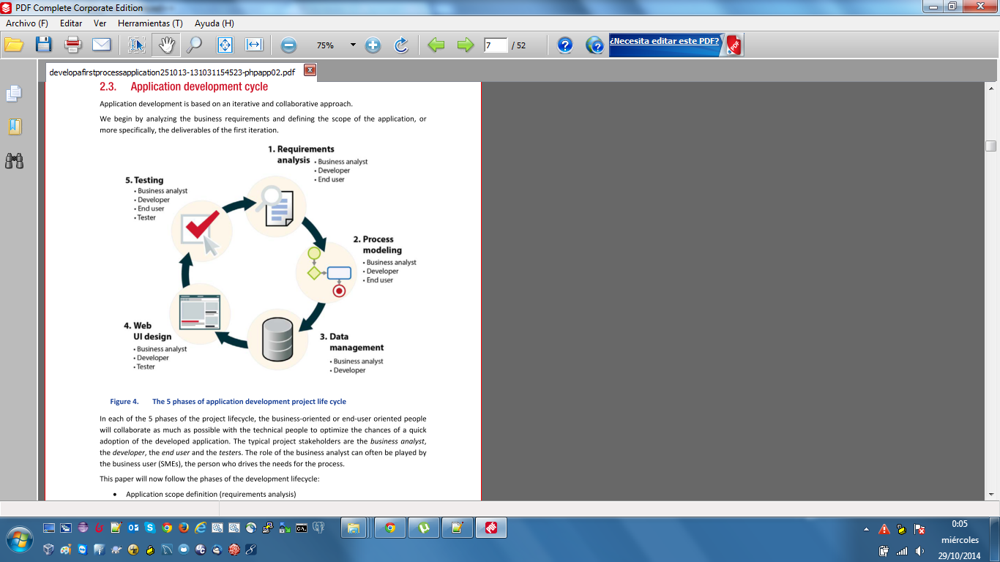 PDF Complete Corporate Edition
Archivo (F) Editar Ver Herramientas (T) Ayuda (H)
75% 7 / 52 ¿Necesita editar este PDF? PDF
developafirstprocessapplication251013-131031154523-phpapp02.pdf
2.3. Application development cycle
Application development is based on an iterative and collaborative approach.
We begin by analyzing the business requirements and defining the scope of the application, or
more specifically, the deliverables of the first iteration.
1. Requirements
analysis
• Business analyst
• Developer
• End user
2. Process
modeling
• Business analyst
• Developer
• End user
3. Data
management
• Business analyst
• Developer
4. Web
UI design
• Business analyst
• Developer
• Tester
5. Testing
• Business analyst
• Developer
• End user
• Tester
Figure 4. The 5 phases of application development project life cycle
In each of the 5 phases of the project lifecycle, the business-oriented or end-user oriented people
will collaborate as much as possible with the technical people to optimize the chances of a quick
adoption of the developed application. The typical project stakeholders are the business analyst,
the developer, the end user and the testers. The role of the business analyst can often be played by
the business user (SMEs), the person who drives the needs for the process.
This paper will now follow the phases of the development lifecycle:
• Application scope definition (requirements analysis)
0:05
miércoles
29/10/2014